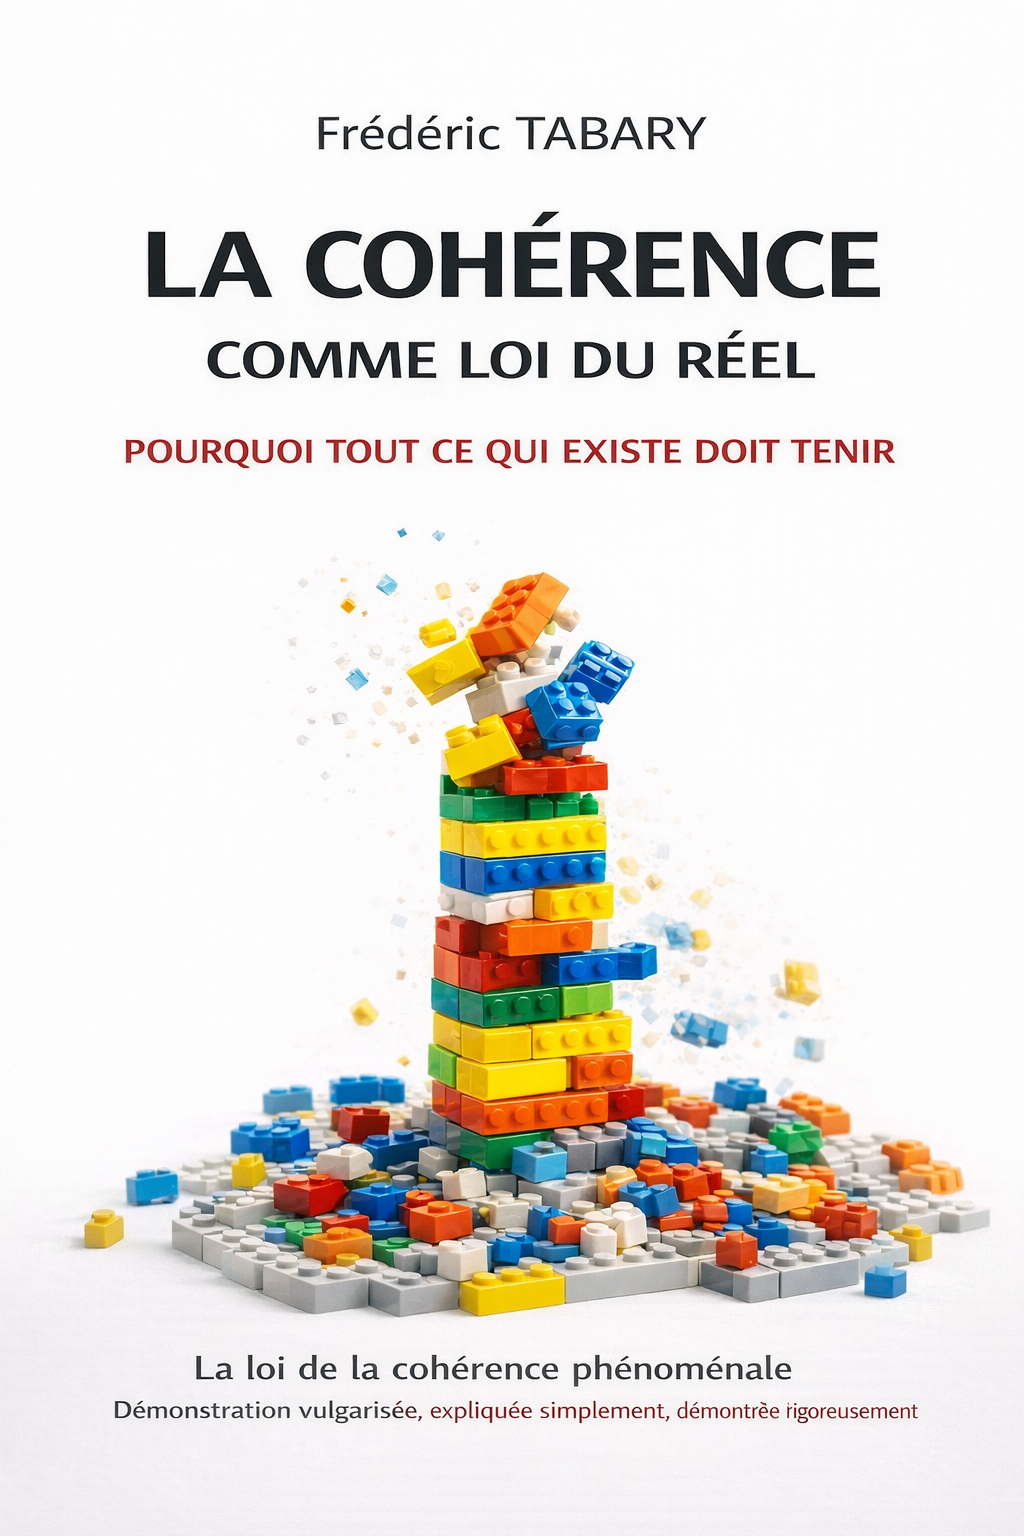 Frédéric TABARY
LA COHÉRENCE
COMME LOI DU RÉEL
POURQUOI TOUT CE QUI EXISTE DOIT TENIR
La loi de la cohérence phénoménale
Démonstration vulgarisée, expliquée simplement, démontrèe rigoreusement